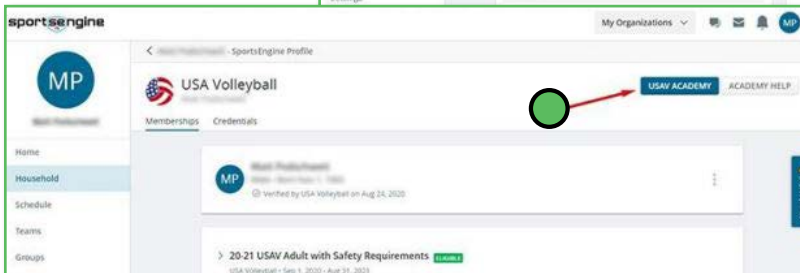 sportsengine
My Organizations
MP
MP
- SportsEngine Profile
USA Volleyball
USAV ACADEMY
ACADEMY HELP
Memberships
Credentials
Home
Household
Schedule
Teams
Groups
MP
Verified by USA Volleyball on Aug 24, 2020
> 20-21 USAV Adult with Safety Requirements ELIGIBLE
USA Volleyball • Sep 1, 2020 - Aug 31, 2021